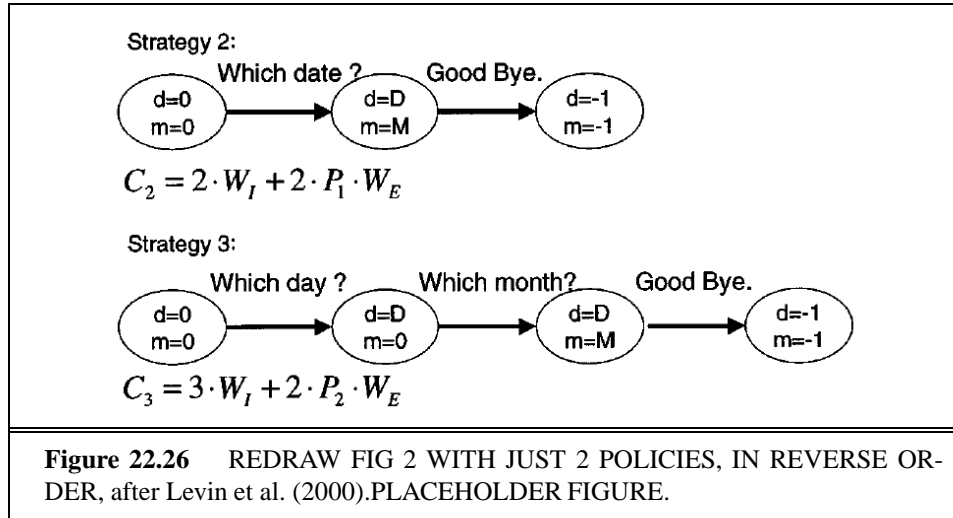 Strategy 2:
Which date ? Good Bye.
d=0 d=D d=-1
m=0 m=M m=-1
C₂ = 2 · W_I + 2 · P₁ · W_E
Strategy 3:
Which day ? Which month? Good Bye.
d=0 d=D d=D d=-1
m=0 m=0 m=M m=-1
C₃ = 3 · W_I + 2 · P₂ · W_E
Figure 22.26 REDRAW FIG 2 WITH JUST 2 POLICIES, IN REVERSE OR-
DER, after Levin et al. (2000).PLACEHOLDER FIGURE.